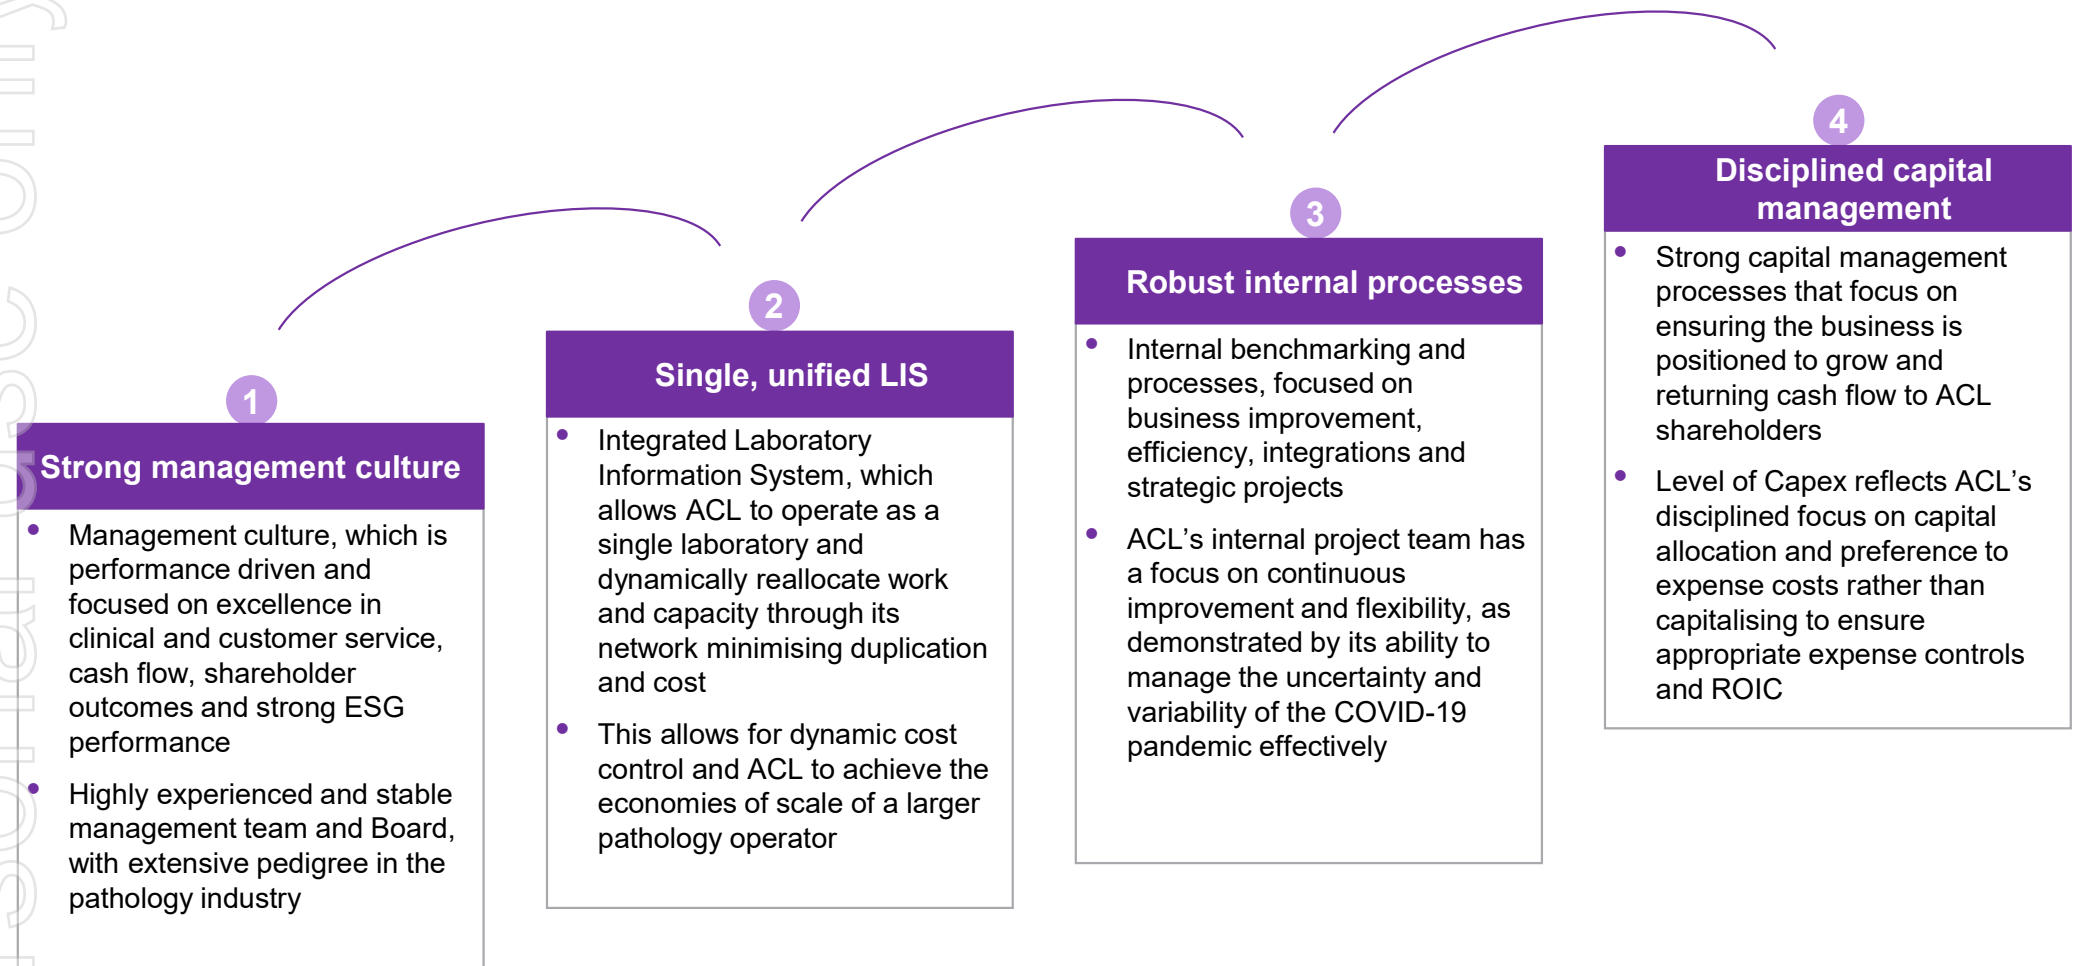 1
Strong management culture
• Management culture, which is
performance driven and
focused on excellence in
clinical and customer service,
cash flow, shareholder
outcomes and strong ESG
performance
• Highly experienced and stable
management team and Board,
with extensive pedigree in the
pathology industry
2
Single, unified LIS
• Integrated Laboratory
Information System, which
allows ACL to operate as a
single laboratory and
dynamically reallocate work
and capacity through its
network minimising duplication
and cost
• This allows for dynamic cost
control and ACL to achieve the
economies of scale of a larger
pathology operator
3
Robust internal processes
• Internal benchmarking and
processes, focused on
business improvement,
efficiency, integrations and
strategic projects
• ACL’s internal project team has
a focus on continuous
improvement and flexibility, as
demonstrated by its ability to
manage the uncertainty and
variability of the COVID-19
pandemic effectively
4
Disciplined capital
management
• Strong capital management
processes that focus on
ensuring the business is
positioned to grow and
returning cash flow to ACL
shareholders
• Level of Capex reflects ACL’s
disciplined focus on capital
allocation and preference to
expense costs rather than
capitalising to ensure
appropriate expense controls
and ROIC